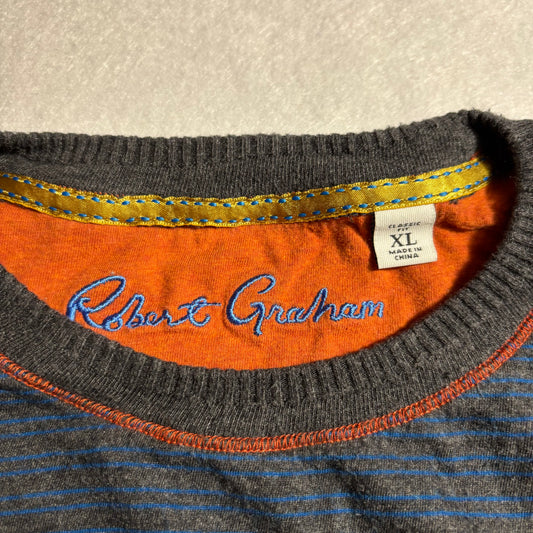 CLASSIC
FIT
XL
MADE IN
CHINA
Robert Graham